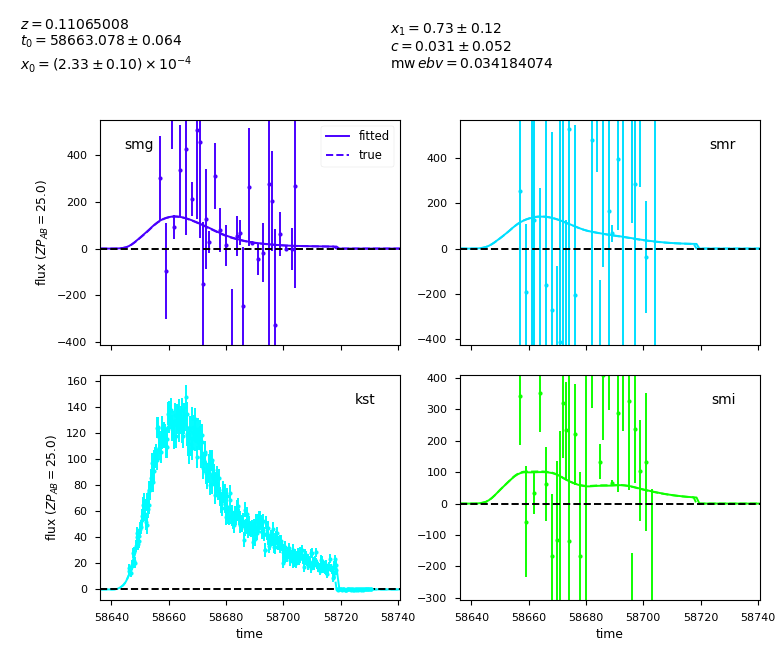 z = 0.11065008
t₀ = 58663.078 ± 0.064
x₀ = (2.33 ± 0.10) × 10⁻⁴
x₁ = 0.73 ± 0.12
c = 0.031 ± 0.052
mw ebv = 0.034184074
smg
fitted
true
400
200
0
−200
−400
flux (ZP_AB = 25.0)
smr
400
200
0
−200
−400
kst
160
140
120
100
80
60
40
20
0
flux (ZP_AB = 25.0)
58640 58660 58680 58700 58720 58740
time
smi
400
300
200
100
0
−100
−200
−300
58640 58660 58680 58700 58720 58740
time